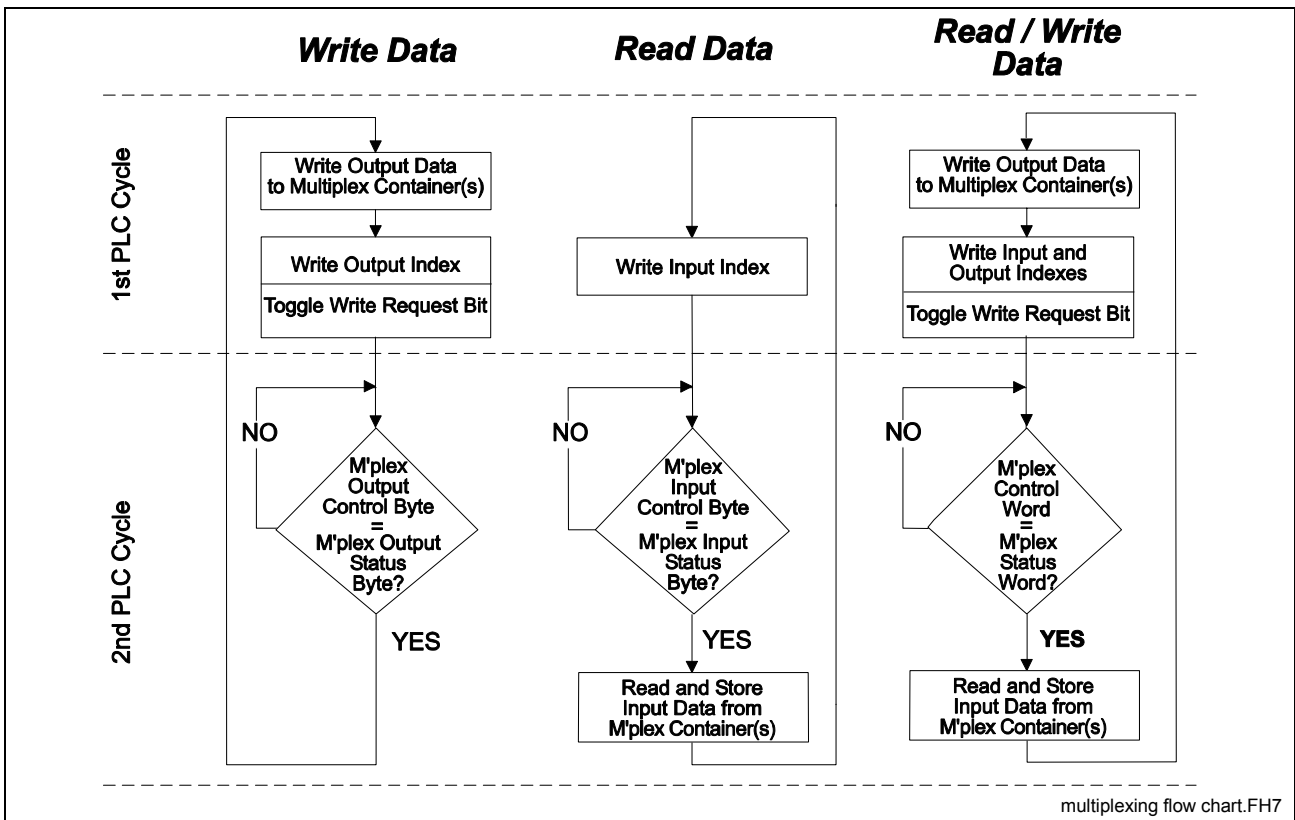 Write Data
Read Data
Read / Write
Data
1st PLC Cycle
Write Output Data
to Multiplex Container(s)
Write Output Index
Toggle Write Request Bit
Write Input Index
Write Output Data
to Multiplex Container(s)
Write Input and
Output Indexes
Toggle Write Request Bit
2nd PLC Cycle
NO
M'plex
Output
Control Byte
=
M'plex Output
Status
Byte?
YES
NO
M'plex
Input
Control Byte
=
M'plex Input
Status
Byte?
YES
Read and Store
Input Data from
M'plex Container(s)
NO
M'plex
Control
Word
=
M'plex
Status
Word?
YES
Read and Store
Input Data from
M'plex Container(s)
multiplexing flow chart.FH7